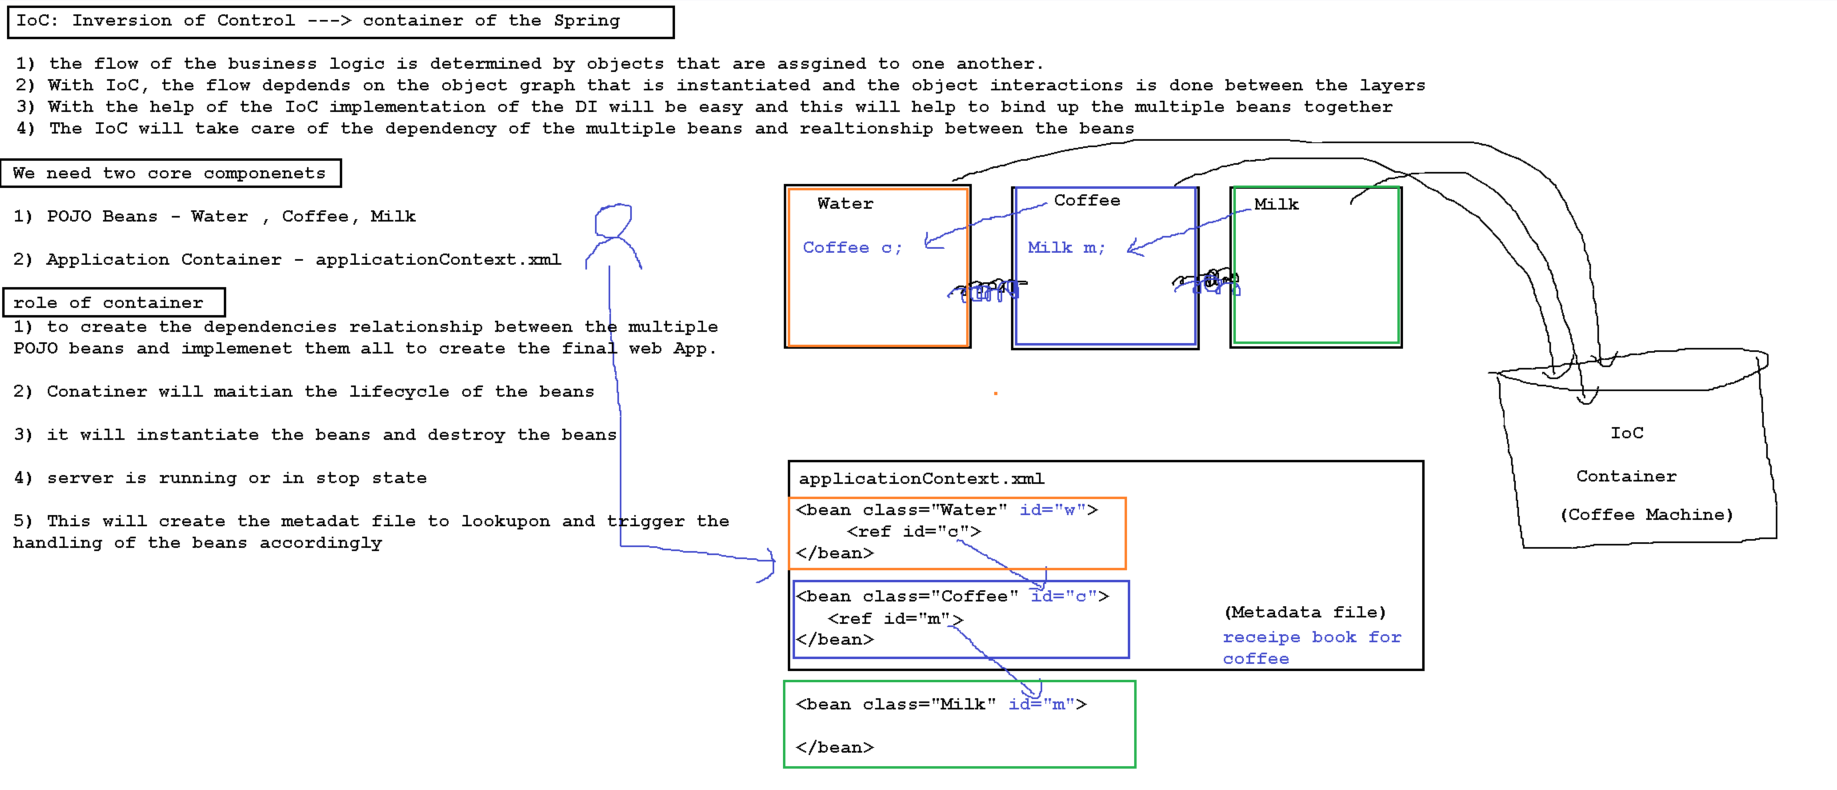 IoC: Inversion of Control ---> container of the Spring
1) the flow of the business logic is determined by objects that are assgined to one another.
2) With IoC, the flow depdends on the object graph that is instantiated and the object interactions is done between the layers
3) With the help of the IoC implementation of the DI will be easy and this will help to bind up the multiple beans together
4) The IoC will take care of the dependency of the multiple beans and realtionship between the beans
We need two core componenets
1) POJO Beans - Water , Coffee, Milk
2) Application Container - applicationContext.xml
role of container
1) to create the dependencies relationship between the multiple
POJO beans and implemenet them all to create the final web App.
2) Conatiner will maitian the lifecycle of the beans
3) it will instantiate the beans and destroy the beans
4) server is running or in stop state
5) This will create the metadat file to lookupon and trigger the
handling of the beans accordingly
Water
Coffee c;
Coffee
Milk m;
Milk
IoC
Container
(Coffee Machine)
applicationContext.xml
<bean class="Water" id="w">
<ref id="c">
</bean>
<bean class="Coffee" id="c">
<ref id="m">
</bean>
(Metadata file)
receipe book for
coffee
<bean class="Milk" id="m">
</bean>